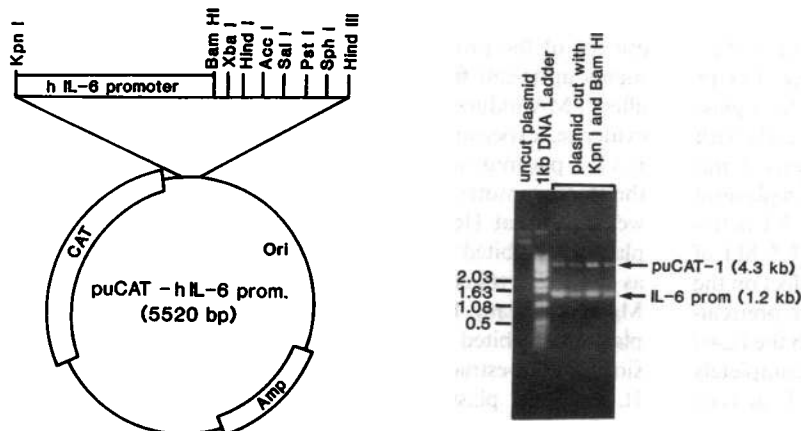 Kpn I
Bam HI
Xba I
Hind I
Acc I
Sal I
Pst I
Sph I
Hind III
h IL-6 promoter
CAT
Ori
puCAT - h IL-6 prom.
(5520 bp)
Amp
uncut plasmid
1kb DNA Ladder
plasmid cut with
Kpn I and Bam HI
2.03
1.63
1.08
0.5
puCAT-1 (4.3 kb)
IL-6 prom (1.2 kb)